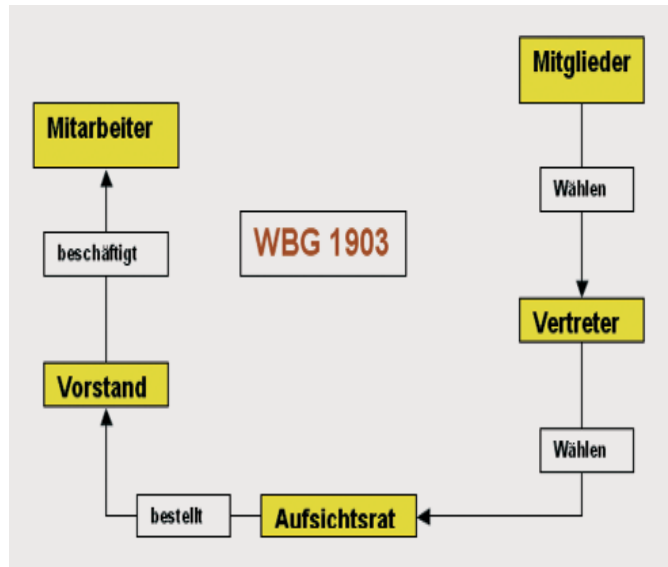 Mitglieder
Mitarbeiter
Wählen
WBG 1903
beschäftigt
Vertreter
Vorstand
Wählen
bestellt
Aufsichtsrat